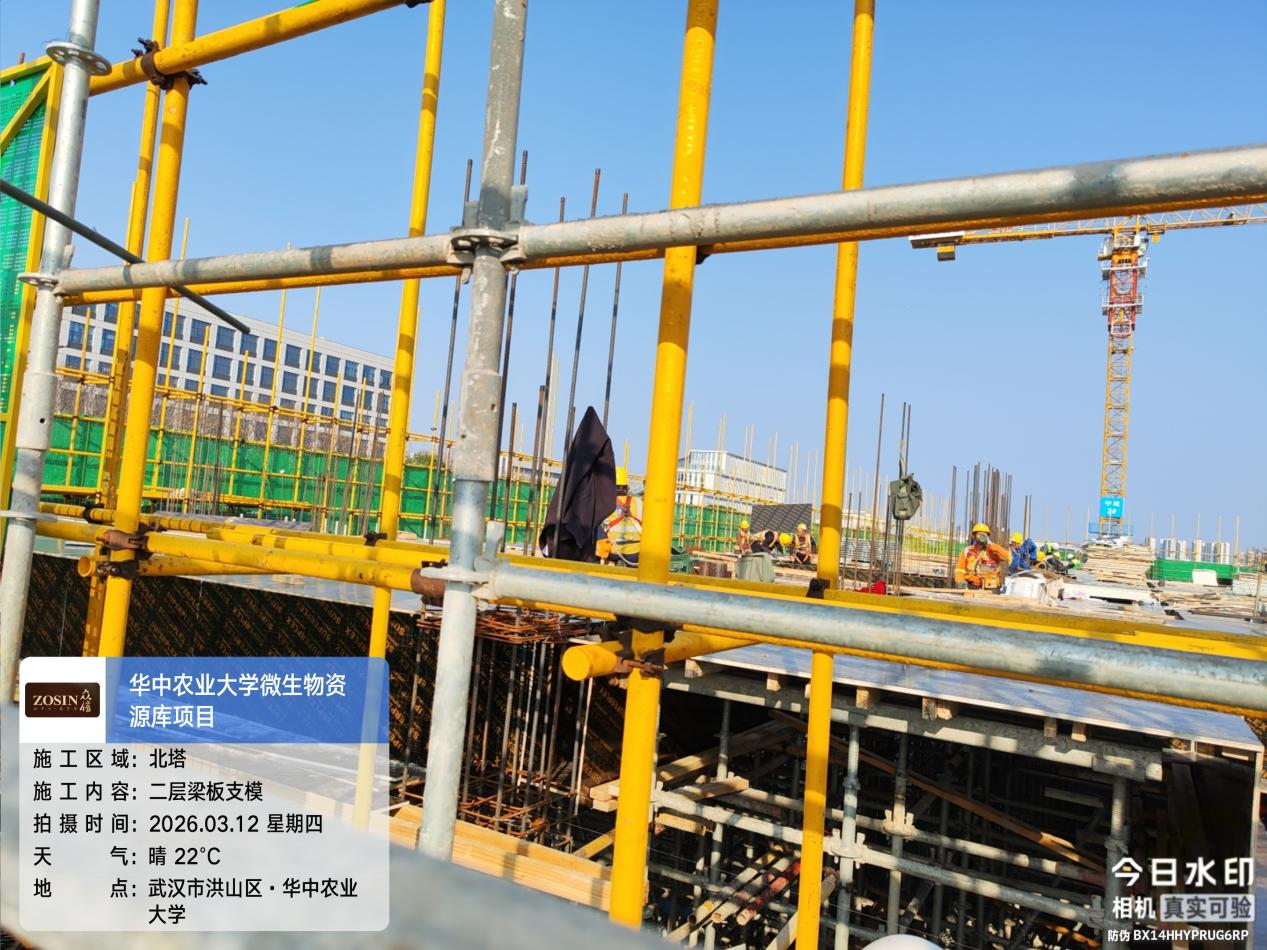 ZOSIN众信
华中农业大学微生物资
源库项目
施工区域：北塔
施工内容：二层梁板支模
拍摄时间：2026.03.12 星期四
天气：晴 22°C
地点：武汉市洪山区·华中农业
大学
今日水印
相机 真实可验
防伪 BX14HHYPRUG6RP